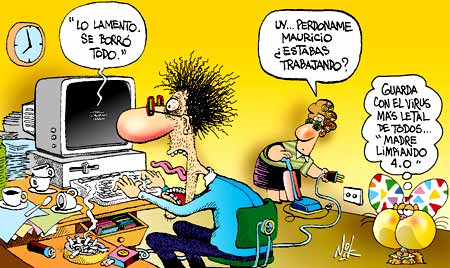 "LO LAMENTO.
SE BORRÓ
TODO."
UY... PERDONAME
MAURICIO
¿ESTABAS
TRABAJANDO?
GUARDA
CON EL VIRUS
MÁS LETAL
DE TODOS...
"MADRE
LIMPIANDO
4.0"
NIK